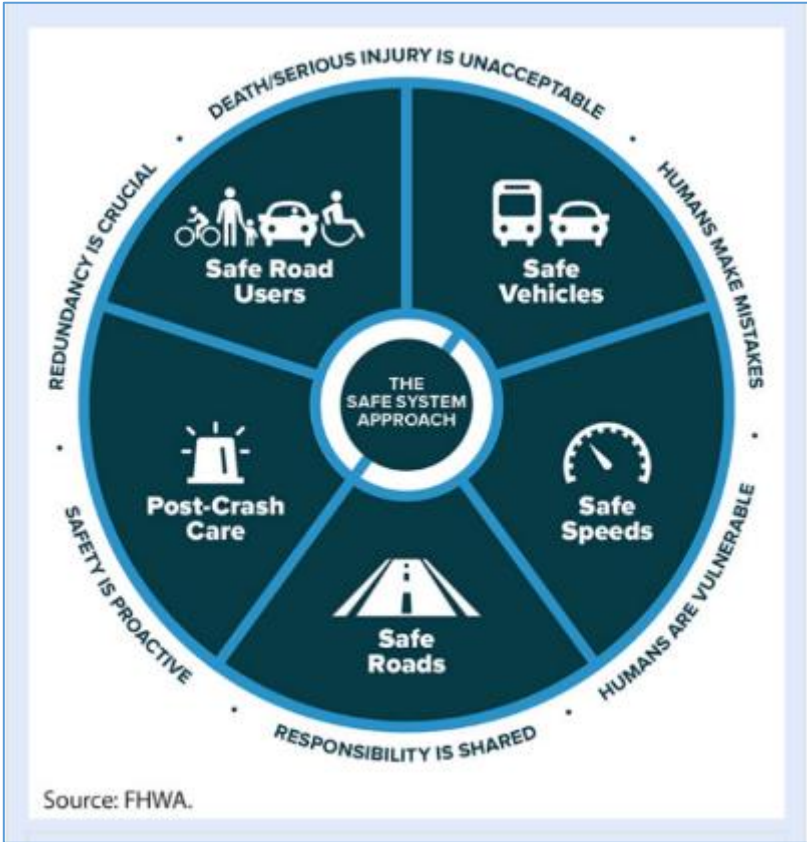 DEATH/SERIOUS INJURY IS UNACCEPTABLE
HUMANS MAKE MISTAKES
HUMANS ARE VULNERABLE
RESPONSIBILITY IS SHARED
SAFETY IS PROACTIVE
REDUNDANCY IS CRUCIAL
Safe Road
Users
Safe
Vehicles
Safe
Speeds
Safe
Roads
Post-Crash
Care
THE
SAFE SYSTEM
APPROACH
Source: FHWA.